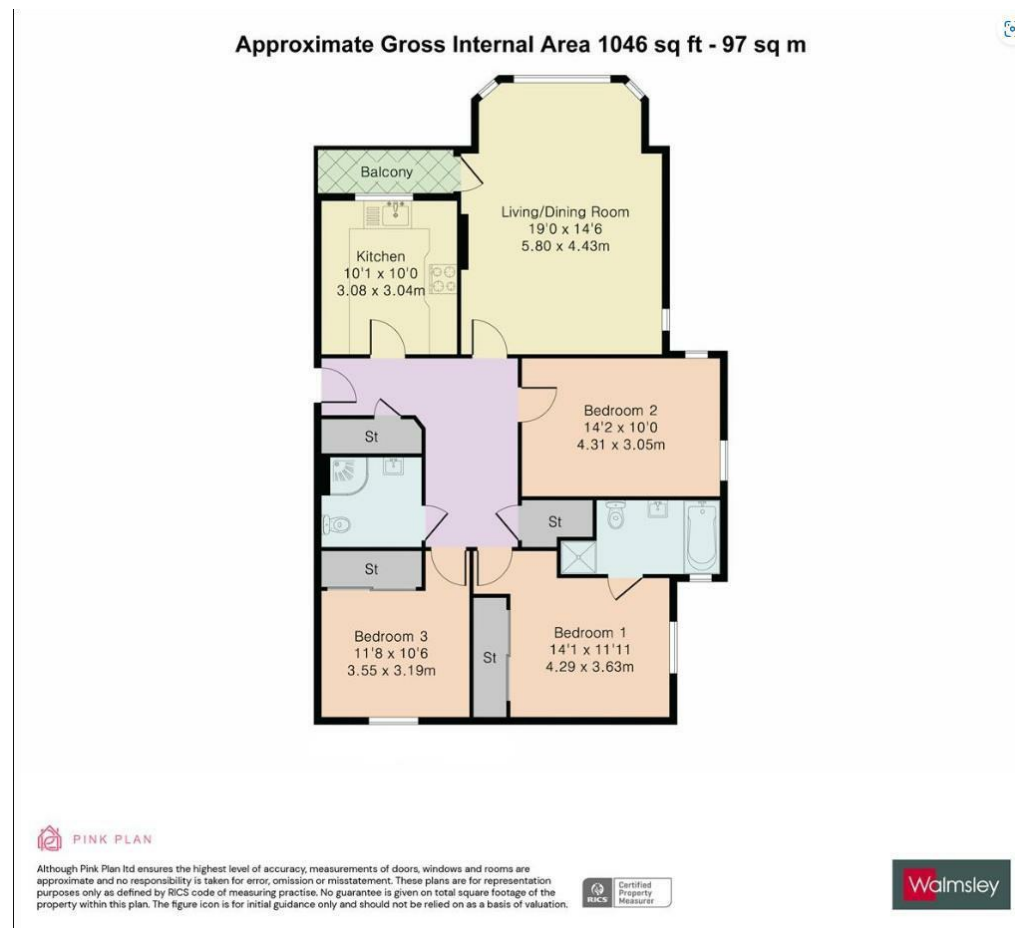 Approximate Gross Internal Area 1046 sq ft - 97 sq m
Balcony
Living/Dining Room
19'0 x 14'6
5.80 x 4.43m
Kitchen
10'1 x 10'0
3.08 x 3.04m
Bedroom 2
14'2 x 10'0
4.31 x 3.05m
St
St
St
Bedroom 3
11'8 x 10'6
3.55 x 3.19m
St
Bedroom 1
14'1 x 11'11
4.29 x 3.63m
PINK PLAN
Although Pink Plan ltd ensures the highest level of accuracy, measurements of doors, windows and rooms are
approximate and no responsibility is taken for error, omission or misstatement. These plans are for representation
purposes only as defined by RICS code of measuring practise. No guarantee is given on total square footage of the
property within this plan. The figure icon is for initial guidance only and should not be relied on as a basis of valuation.
RICS
Certified
Property
Measurer
Walmsley